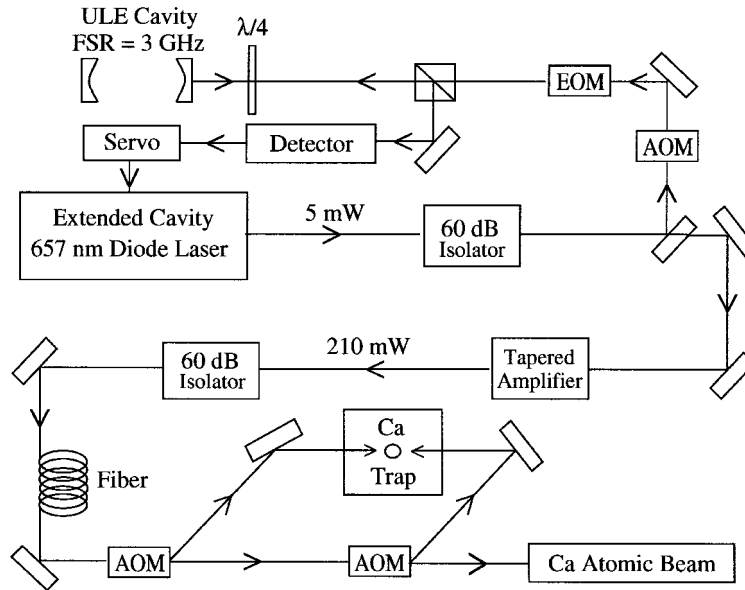 ULE Cavity
FSR = 3 GHz
λ/4
EOM
AOM
Servo
Detector
Extended Cavity
657 nm Diode Laser
5 mW
60 dB
Isolator
210 mW
60 dB
Isolator
Tapered
Amplifier
Ca
Trap
Fiber
AOM
AOM
Ca Atomic Beam